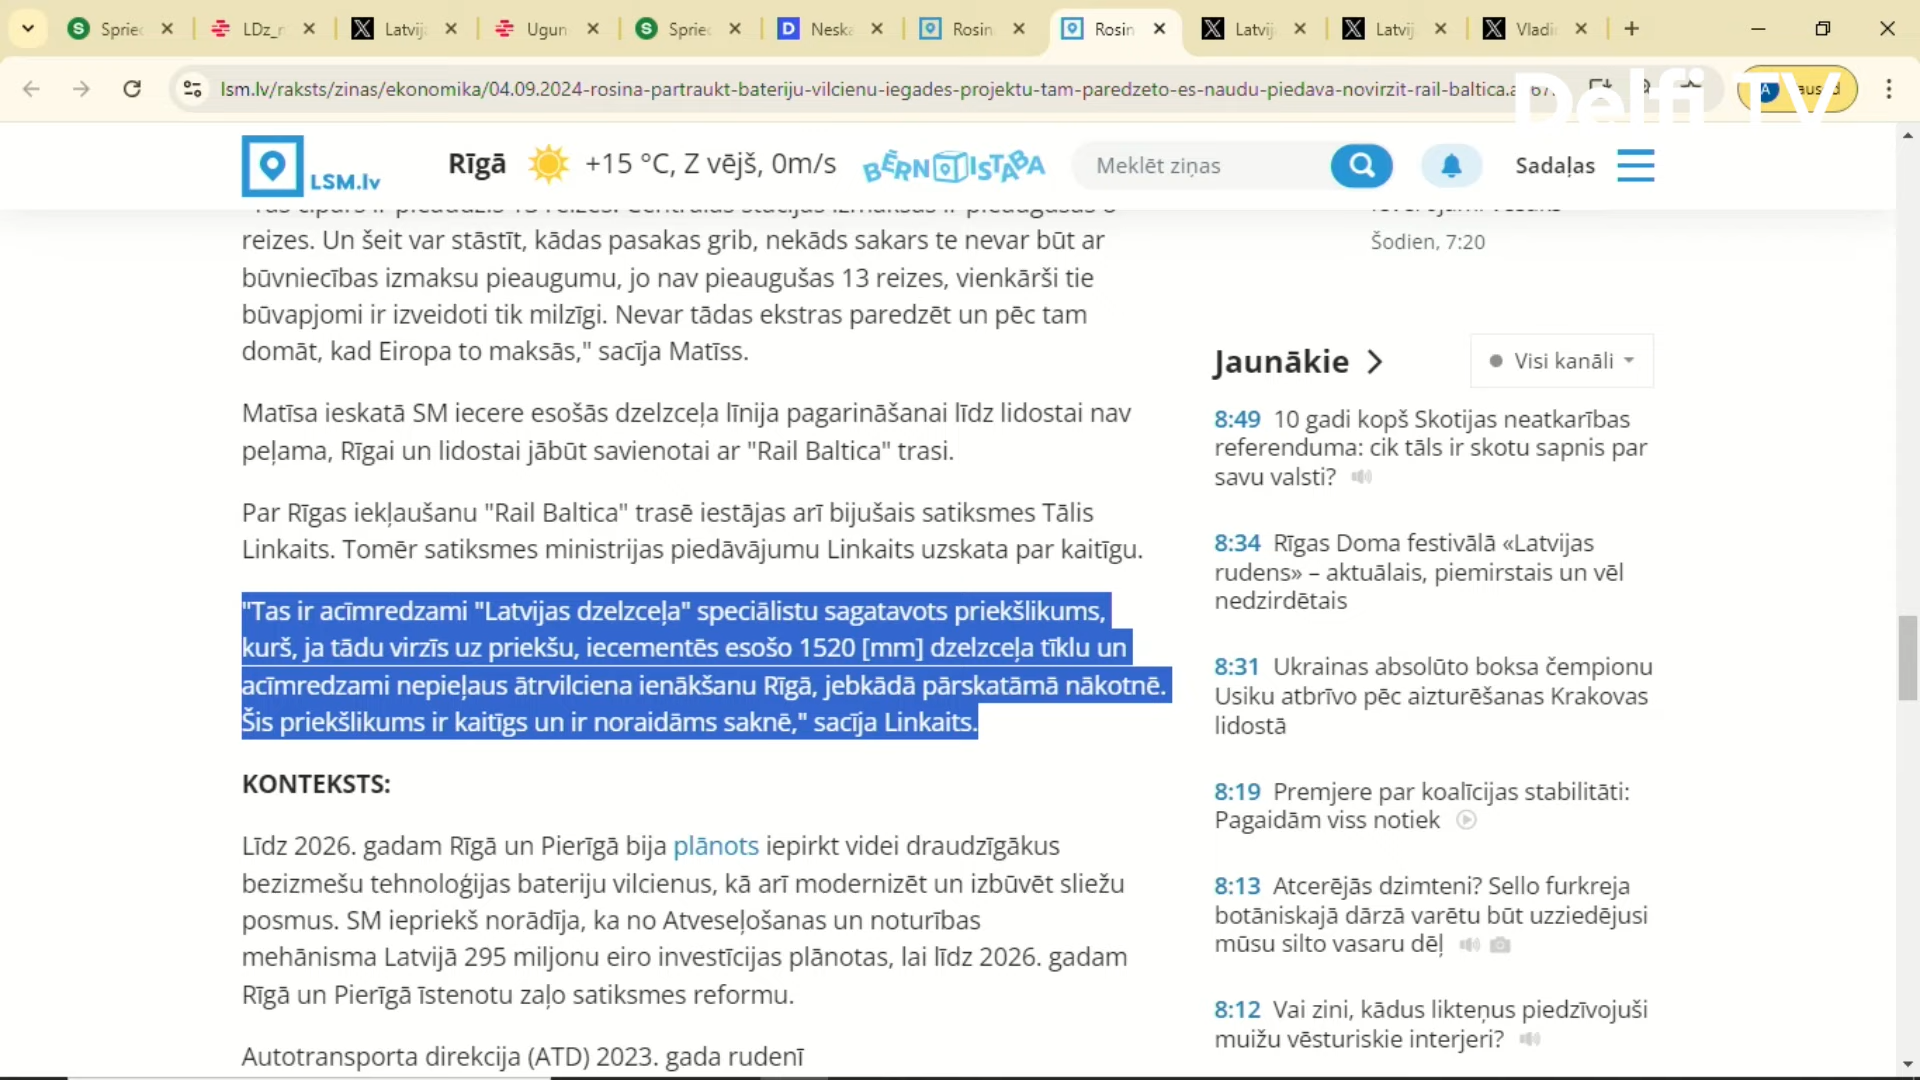 Sprie
LDz_r
Latvij
Ugun
Sprie
Neska
Rosin
Rosin
Latvij
Latvij
Vladi
lsm.lv/raksts/zinas/ekonomika/04.09.2024-rosina-partraukt-bateriju-vilcienu-iegades-projektu-tam-paredzeto-es-naudu-piedava-novirzit-rail-baltica.a
Delfi TV
LSM.lv
Rīgā
+15 °C, Z vējš, 0m/s
BĒRNISTABA
Meklēt ziņas
Sadaļas
reizes. Un šeit var stāstīt, kādas pasakas grib, nekāds sakars te nevar būt ar
būvniecības izmaksu pieaugumu, jo nav pieaugušas 13 reizes, vienkārši tie
būvapjomi ir izveidoti tik milzīgi. Nevar tādas ekstras paredzēt un pēc tam
domāt, kad Eiropa to maksās," sacīja Matīss.
Matīsa ieskatā SM iecere esošās dzelzceļa līnija pagarināšanai līdz lidostai nav
peļama, Rīgai un lidostai jābūt savienotai ar "Rail Baltica" trasi.
Par Rīgas iekļaušanu "Rail Baltica" trasē iestājas arī bijušais satiksmes Tālis
Linkaits. Tomēr satiksmes ministrijas piedāvājumu Linkaits uzskata par kaitīgu.
"Tas ir acīmredzami "Latvijas dzelzceļa" speciālistu sagatavots priekšlikums,
kurš, ja tādu virzīs uz priekšu, iecementēs esošo 1520 [mm] dzelzceļa tīklu un
acīmredzami nepieļaus ātrvilciena ienākšanu Rīgā, jebkādā pārskatāmā nākotnē.
Šis priekšlikums ir kaitīgs un ir noraidāms saknē," sacīja Linkaits.
KONTEKSTS:
Līdz 2026. gadam Rīgā un Pierīgā bija plānots iepirkt videi draudzīgākus
bezizmešu tehnoloģijas bateriju vilcienus, kā arī modernizēt un izbūvēt sliežu
posmus. SM iepriekš norādīja, ka no Atveseļošanas un noturības
mehānisma Latvijā 295 miljonu eiro investīcijas plānotas, lai līdz 2026. gadam
Rīgā un Pierīgā īstenotu zaļo satiksmes reformu.
Autotransporta direkcija (ATD) 2023. gada rudenī
Šodien, 7:20
Jaunākie
Visi kanāli
8:49 10 gadi kopš Skotijas neatkarības
referenduma: cik tāls ir skotu sapnis par
savu valsti?
8:34 Rīgas Doma festivālā «Latvijas
rudens» – aktuālais, piemirstais un vēl
nedzirdētais
8:31 Ukrainas absolūto boksa čempionu
Usiku atbrīvo pēc aizturēšanas Krakovas
lidostā
8:19 Premjere par koalīcijas stabilitāti:
Pagaidām viss notiek
8:13 Atcerējās dzimteni? Sello furkreja
botāniskajā dārzā varētu būt uzziedējusi
mūsu silto vasaru dēļ
8:12 Vai zini, kādus likteņus piedzīvojuši
muižu vēsturiskie interjeri?